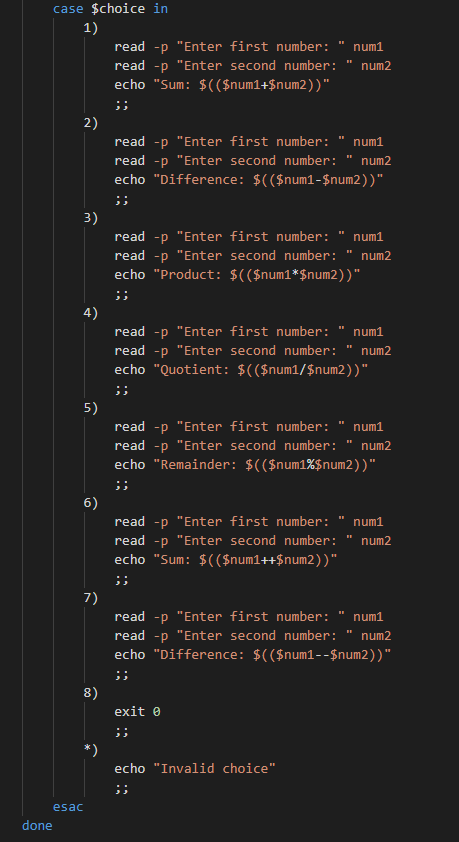 case $choice in
1)
read -p "Enter first number: " num1
read -p "Enter second number: " num2
echo "Sum: $(($num1+$num2))"
;;
2)
read -p "Enter first number: " num1
read -p "Enter second number: " num2
echo "Difference: $(($num1-$num2))"
;;
3)
read -p "Enter first number: " num1
read -p "Enter second number: " num2
echo "Product: $(($num1*$num2))"
;;
4)
read -p "Enter first number: " num1
read -p "Enter second number: " num2
echo "Quotient: $(($num1/$num2))"
;;
5)
read -p "Enter first number: " num1
read -p "Enter second number: " num2
echo "Remainder: $(($num1%$num2))"
;;
6)
read -p "Enter first number: " num1
read -p "Enter second number: " num2
echo "Sum: $(($num1++$num2))"
;;
7)
read -p "Enter first number: " num1
read -p "Enter second number: " num2
echo "Difference: $(($num1--$num2))"
;;
8)
exit 0
;;
*)
echo "Invalid choice"
;;
esac
done